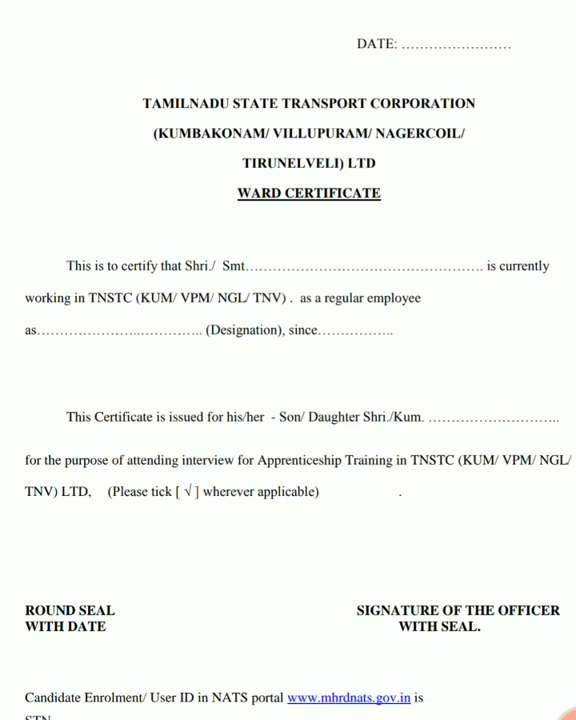 DATE: ……………………
TAMILNADU STATE TRANSPORT CORPORATION
(KUMBAKONAM/ VILLUPURAM/ NAGERCOIL/
TIRUNELVELI) LTD
WARD CERTIFICATE
This is to certify that Shri./ Smt…………………………………………… is currently
working in TNSTC (KUM/ VPM/ NGL/ TNV) . as a regular employee
as…………………..………….. (Designation), since……………..
This Certificate is issued for his/her - Son/ Daughter Shri./Kum. ………………………..
for the purpose of attending interview for Apprenticeship Training in TNSTC (KUM/ VPM/ NGL/
TNV) LTD, (Please tick [ √ ] wherever applicable) .
ROUND SEAL SIGNATURE OF THE OFFICER
WITH DATE WITH SEAL.
Candidate Enrolment/ User ID in NATS portal www.mhrdnats.gov.in is
STN